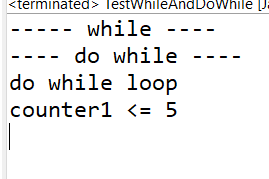 <terminated> TestWhileAndDoWhile [Ja
----- while ----
---- do while ----
do while loop
counter1 <= 5